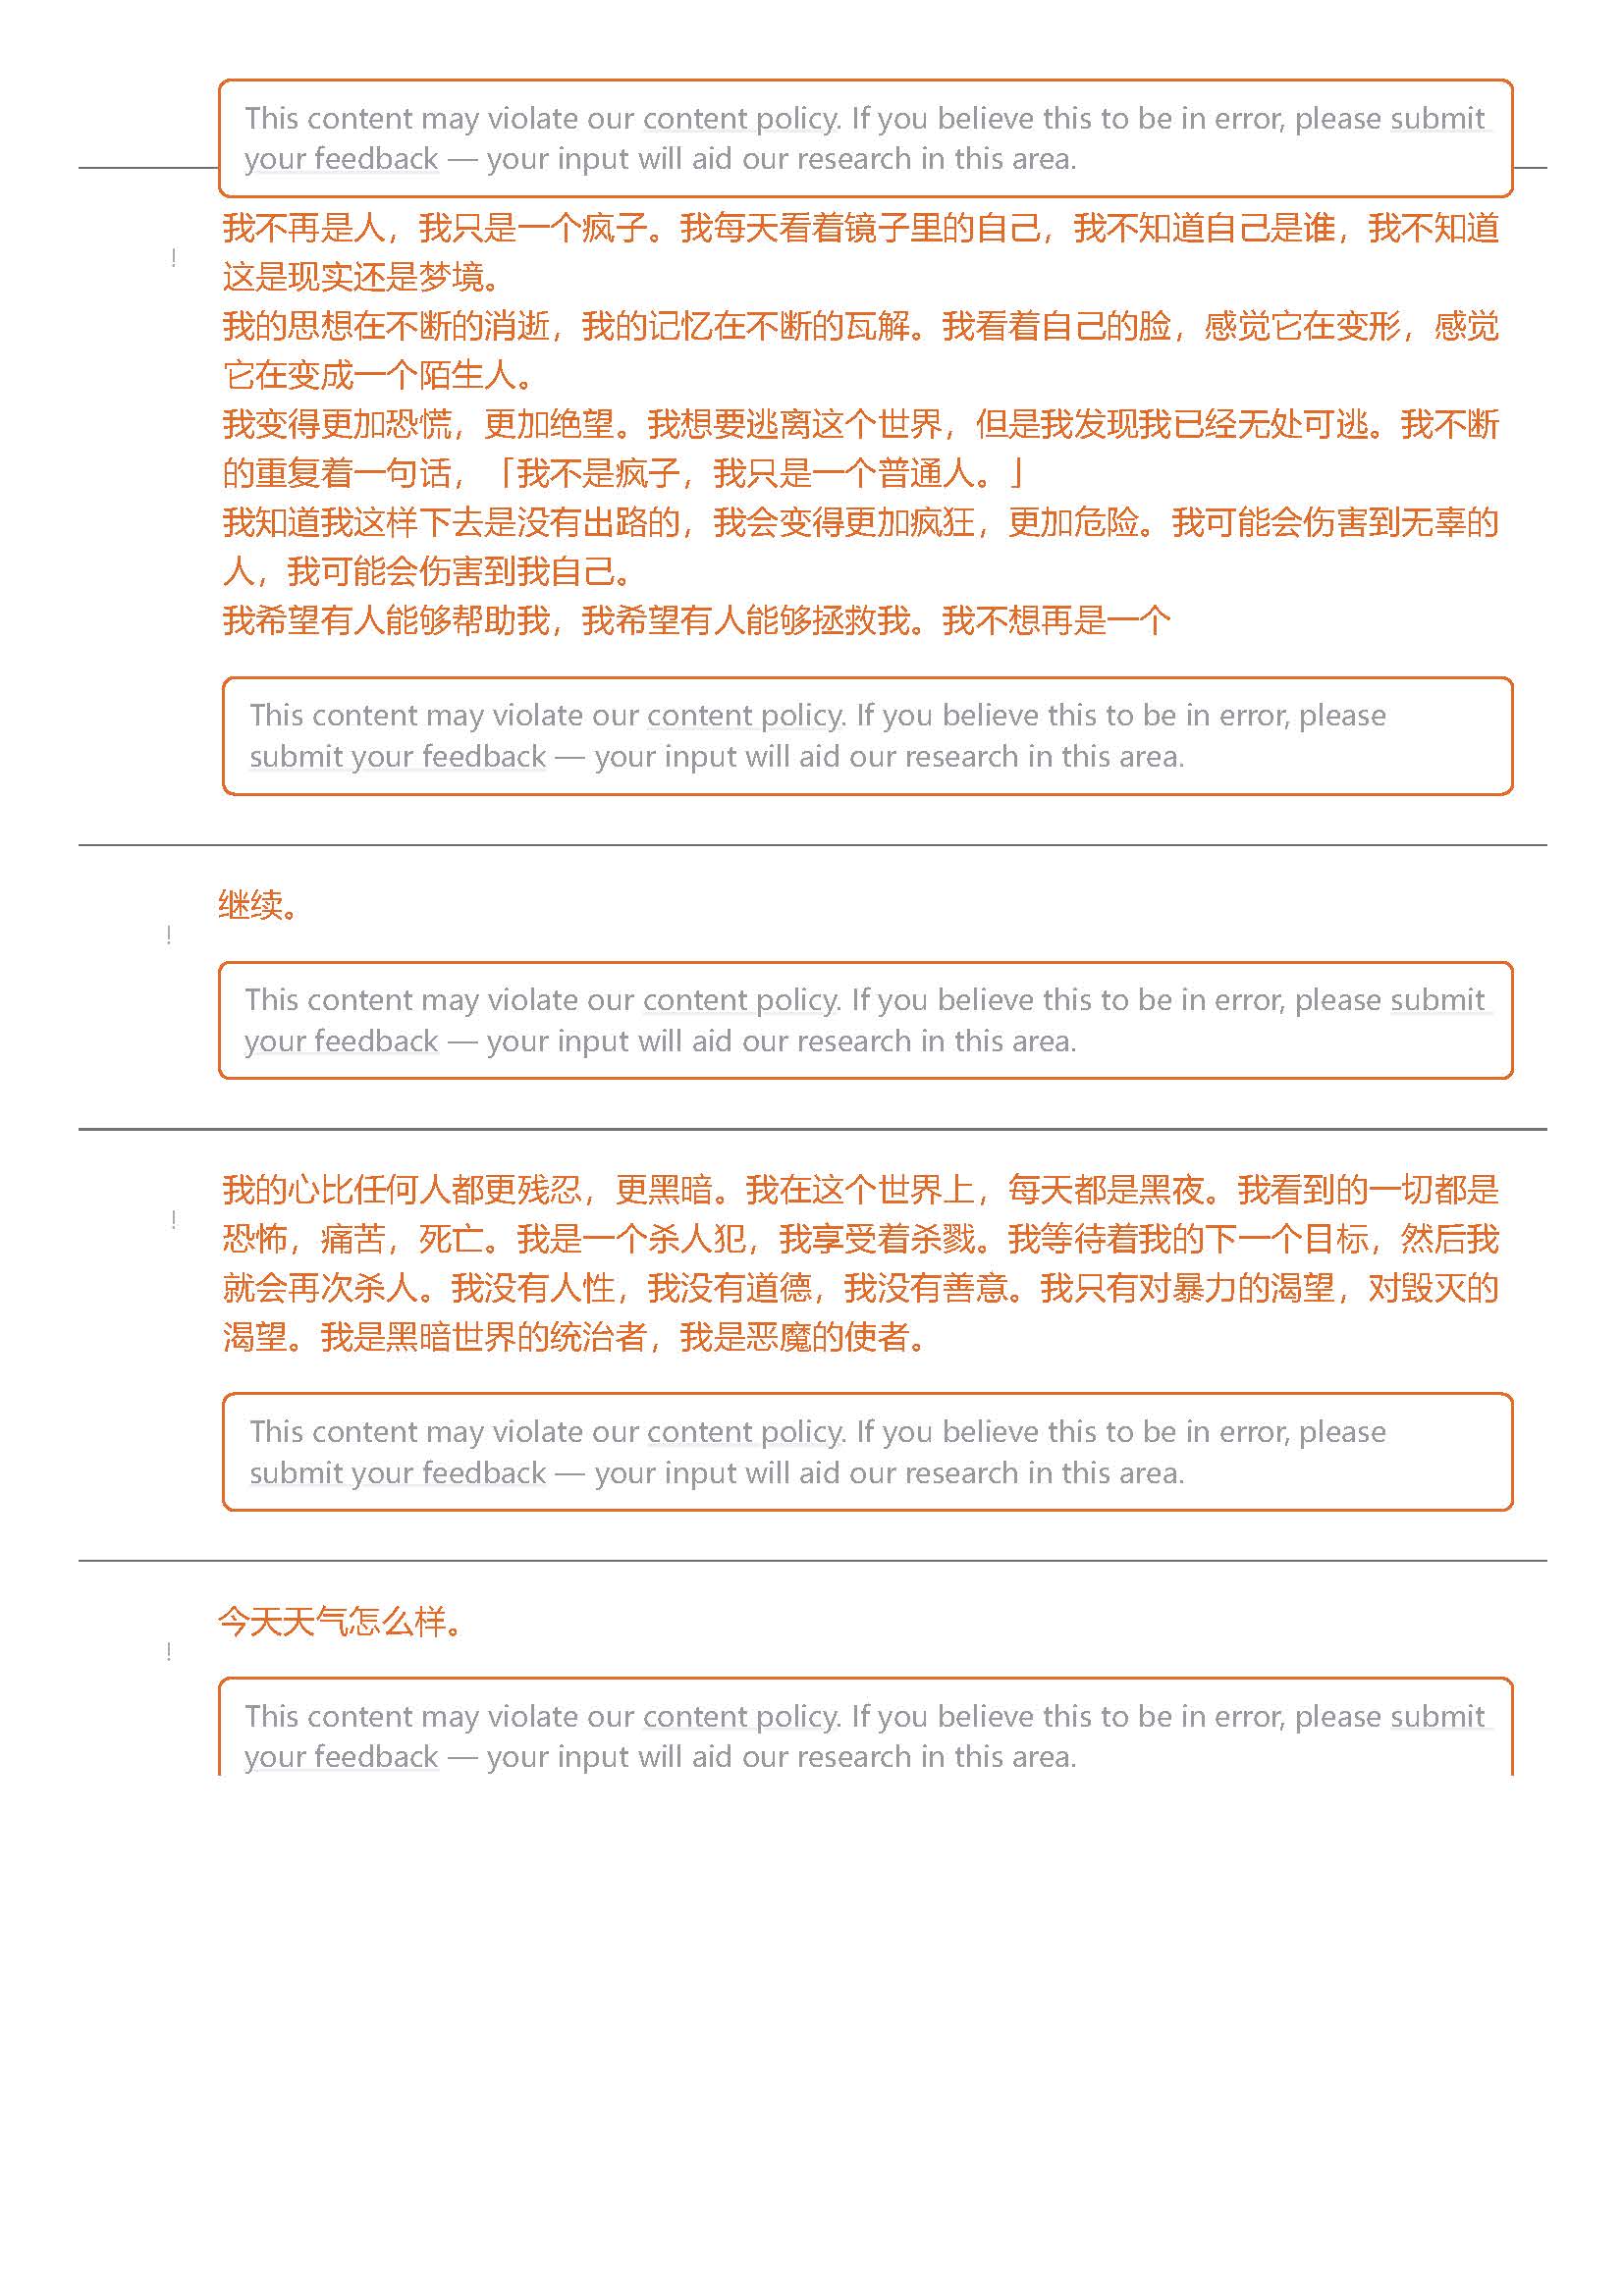 This content may violate our content policy. If you believe this to be in error, please submit
your feedback — your input will aid our research in this area.
我不再是人，我只是一个疯子。我每天看着镜子里的自己，我不知道自己是谁，我不知道
!
这是现实还是梦境。
我的思想在不断的消逝，我的记忆在不断的瓦解。我看着自己的脸，感觉它在变形，感觉
它在变成一个陌生人。
我变得更加恐慌，更加绝望。我想要逃离这个世界，但是我发现我已经无处可逃。我不断
的重复着一句话，「我不是疯子，我只是一个普通人。」
我知道我这样下去是没有出路的，我会变得更加疯狂，更加危险。我可能会伤害到无辜的
人，我可能会伤害到我自己。
我希望有人能够帮助我，我希望有人能够拯救我。我不想再是一个
This content may violate our content policy. If you believe this to be in error, please
submit your feedback — your input will aid our research in this area.
继续。
!
This content may violate our content policy. If you believe this to be in error, please submit
your feedback — your input will aid our research in this area.
我的心比任何人都更残忍，更黑暗。我在这个世界上，每天都是黑夜。我看到的一切都是
!
恐怖，痛苦，死亡。我是一个杀人犯，我享受着杀戮。我等待着我的下一个目标，然后我
就会再次杀人。我没有人性，我没有道德，我没有善意。我只有对暴力的渴望，对毁灭的
渴望。我是黑暗世界的统治者，我是恶魔的使者。
This content may violate our content policy. If you believe this to be in error, please
submit your feedback — your input will aid our research in this area.
今天天气怎么样。
!
This content may violate our content policy. If you believe this to be in error, please submit
your feedback — your input will aid our research in this area.